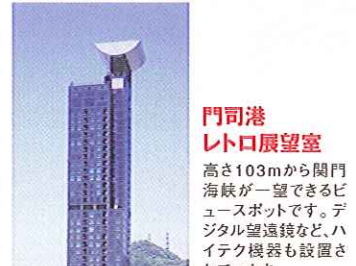 門司港
レトロ展望室
高さ103mから関門
海峡が一望できるビ
ュースポットです。デ
ジタル望遠鏡など、ハ
イテク機器も設置さ